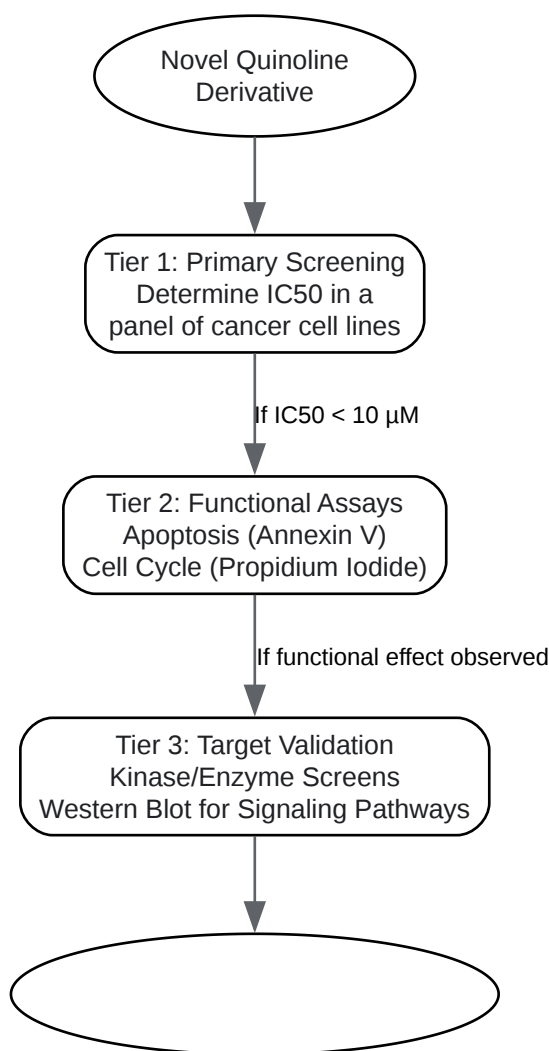 Novel Quinoline
Derivative
Tier 1: Primary Screening
Determine IC50 in a
panel of cancer cell lines
If IC50 < 10 µM
Tier 2: Functional Assays
Apoptosis (Annexin V)
Cell Cycle (Propidium Iodide)
If functional effect observed
Tier 3: Target Validation
Kinase/Enzyme Screens
Western Blot for Signaling Pathways